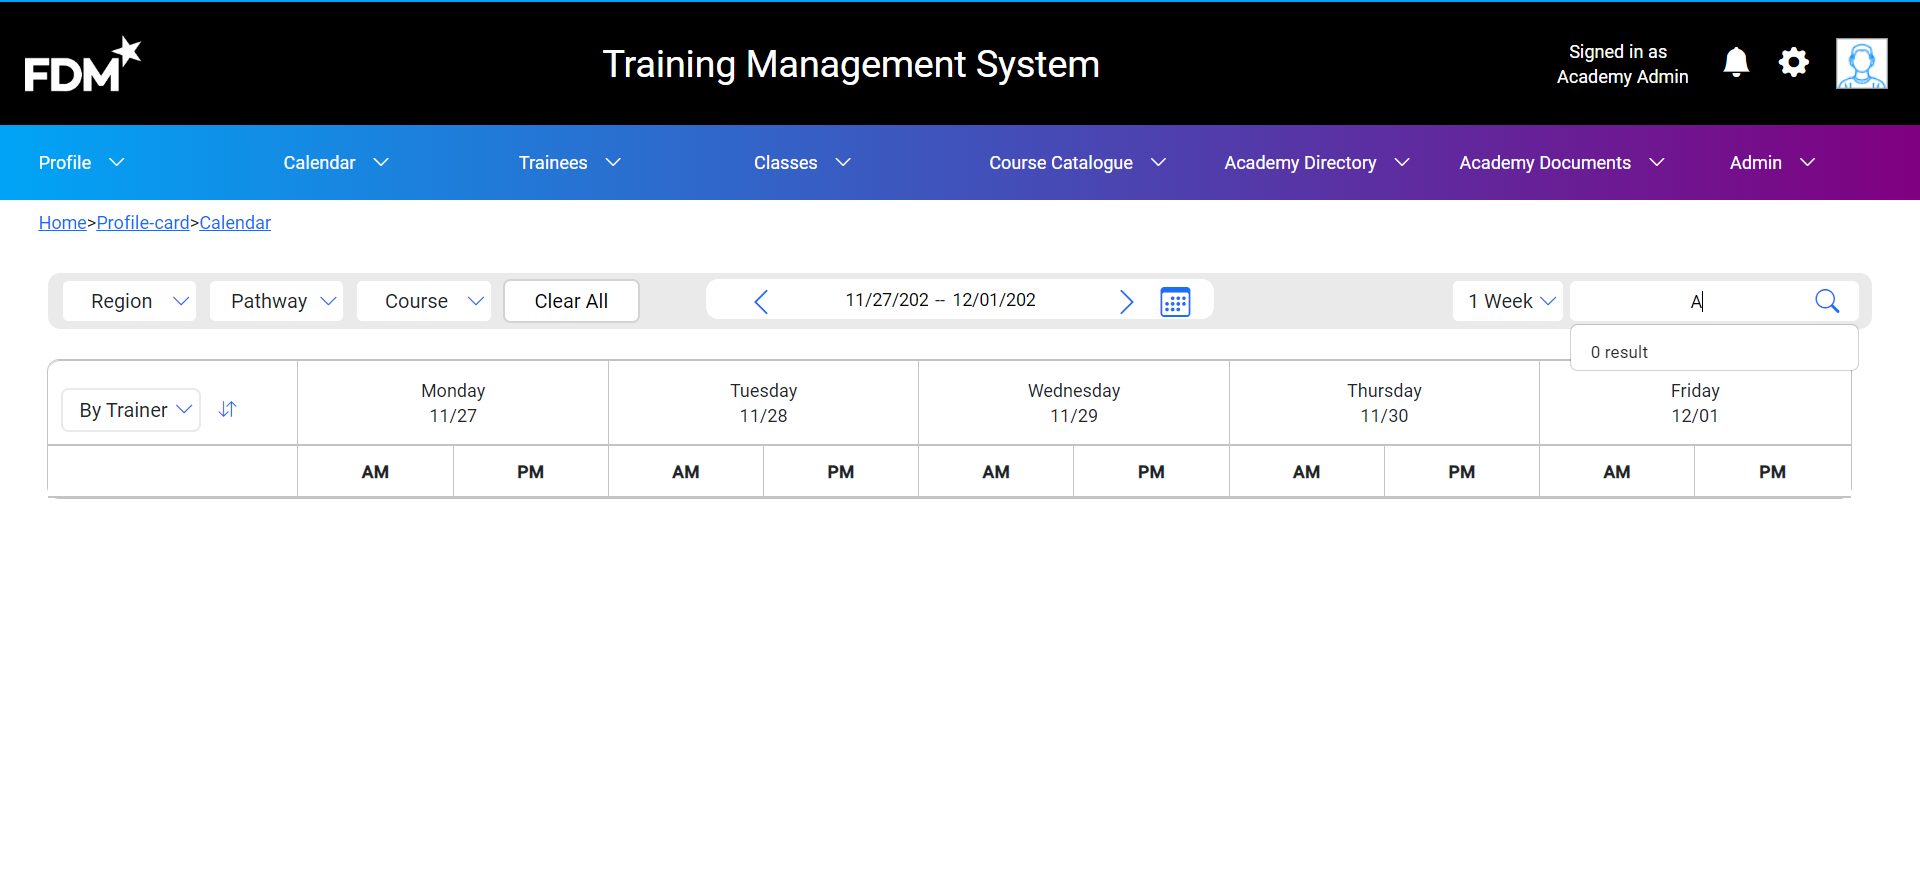 FDM
Training Management System
Signed in as
Academy Admin
Profile
Calendar
Trainees
Classes
Course Catalogue
Academy Directory
Academy Documents
Admin
Home>Profile-card>Calendar
Region
Pathway
Course
Clear All
11/27/202 -- 12/01/202
1 Week
A
0 result
By Trainer
Monday
11/27
Tuesday
11/28
Wednesday
11/29
Thursday
11/30
Friday
12/01
AM PM AM PM AM PM AM PM AM PM